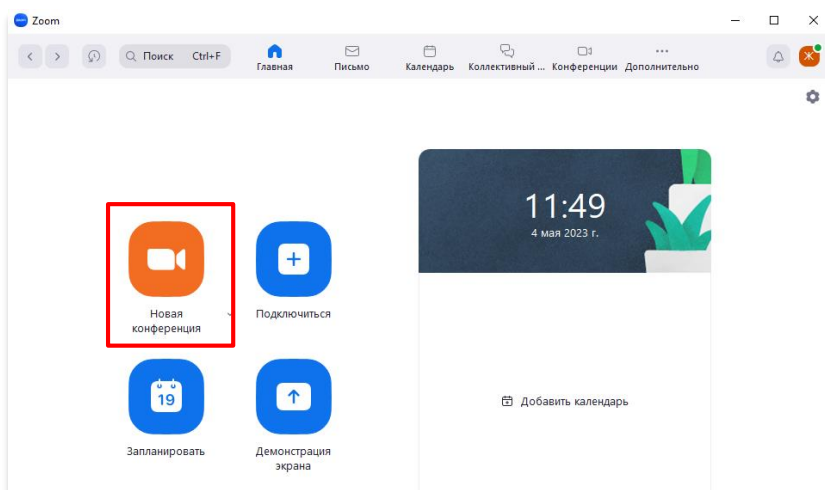 Zoom
Поиск Ctrl+F
Главная
Письмо
Календарь
Коллективный ...
Конференции
Дополнительно
Ж
11:49
4 мая 2023 г.
Новая
конференция
Подключиться
19
Запланировать
Демонстрация
экрана
Добавить календарь